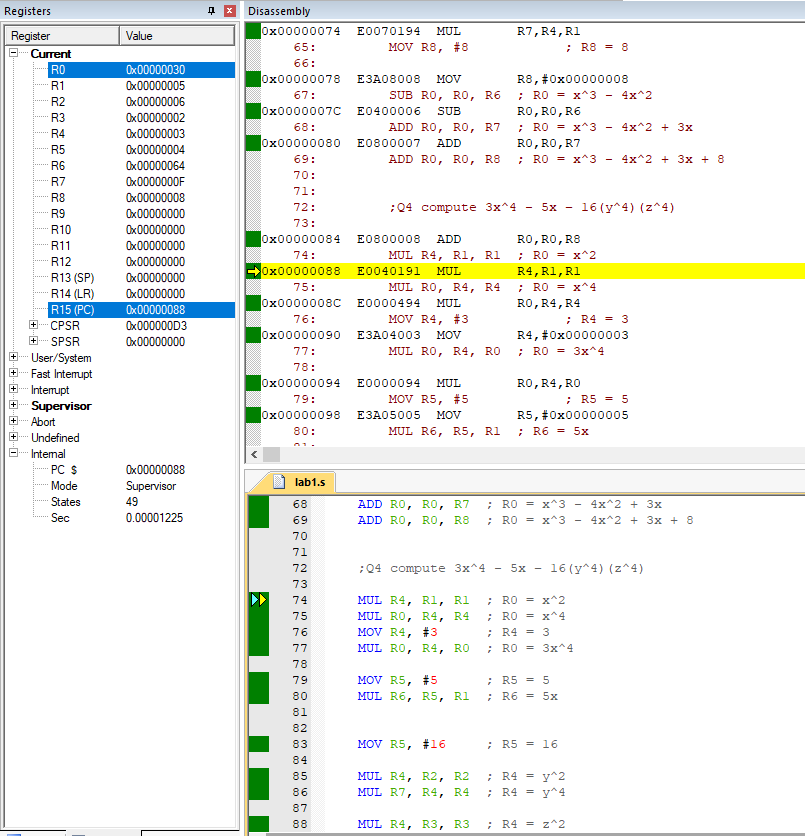 Registers
Register Value
Current
R0 0x00000030
R1 0x00000005
R2 0x00000006
R3 0x00000002
R4 0x00000003
R5 0x00000004
R6 0x00000064
R7 0x0000000F
R8 0x00000008
R9 0x00000000
R10 0x00000000
R11 0x00000000
R12 0x00000000
R13 (SP) 0x00000000
R14 (LR) 0x00000000
R15 (PC) 0x00000088
CPSR 0x000000D3
SPSR 0x00000000
User/System
Fast Interrupt
Interrupt
Supervisor
Abort
Undefined
Internal
PC $ 0x00000088
Mode Supervisor
States 49
Sec 0.00001225
Disassembly
0x00000074 E0070194 MUL R7,R4,R1
65: MOV R8, #8 ; R8 = 8
66:
0x00000078 E3A08008 MOV R8,#0x00000008
67: SUB R0, R0, R6 ; R0 = x^3 - 4x^2
0x0000007C E0400006 SUB R0,R0,R6
68: ADD R0, R0, R7 ; R0 = x^3 - 4x^2 + 3x
0x00000080 E0800007 ADD R0,R0,R7
69: ADD R0, R0, R8 ; R0 = x^3 - 4x^2 + 3x + 8
70:
71:
72: ;Q4 compute 3x^4 - 5x - 16(y^4)(z^4)
73:
0x00000084 E0800008 ADD R0,R0,R8
74: MUL R4, R1, R1 ; R0 = x^2
0x00000088 E0040191 MUL R4,R1,R1
75: MUL R0, R4, R4 ; R0 = x^4
0x0000008C E0000494 MUL R0,R4,R4
76: MOV R4, #3 ; R4 = 3
0x00000090 E3A04003 MOV R4,#0x00000003
77: MUL R0, R4, R0 ; R0 = 3x^4
78:
0x00000094 E0000094 MUL R0,R4,R0
79: MOV R5, #5 ; R5 = 5
0x00000098 E3A05005 MOV R5,#0x00000005
80: MUL R6, R5, R1 ; R6 = 5x
lab1.s
68 ADD R0, R0, R7 ; R0 = x^3 - 4x^2 + 3x
69 ADD R0, R0, R8 ; R0 = x^3 - 4x^2 + 3x + 8
70
71
72 ;Q4 compute 3x^4 - 5x - 16(y^4)(z^4)
73
74 MUL R4, R1, R1 ; R0 = x^2
75 MUL R0, R4, R4 ; R0 = x^4
76 MOV R4, #3 ; R4 = 3
77 MUL R0, R4, R0 ; R0 = 3x^4
78
79 MOV R5, #5 ; R5 = 5
80 MUL R6, R5, R1 ; R6 = 5x
81
82
83 MOV R5, #16 ; R5 = 16
84
85 MUL R4, R2, R2 ; R4 = y^2
86 MUL R7, R4, R4 ; R4 = y^4
87
88 MUL R4, R3, R3 ; R4 = z^2